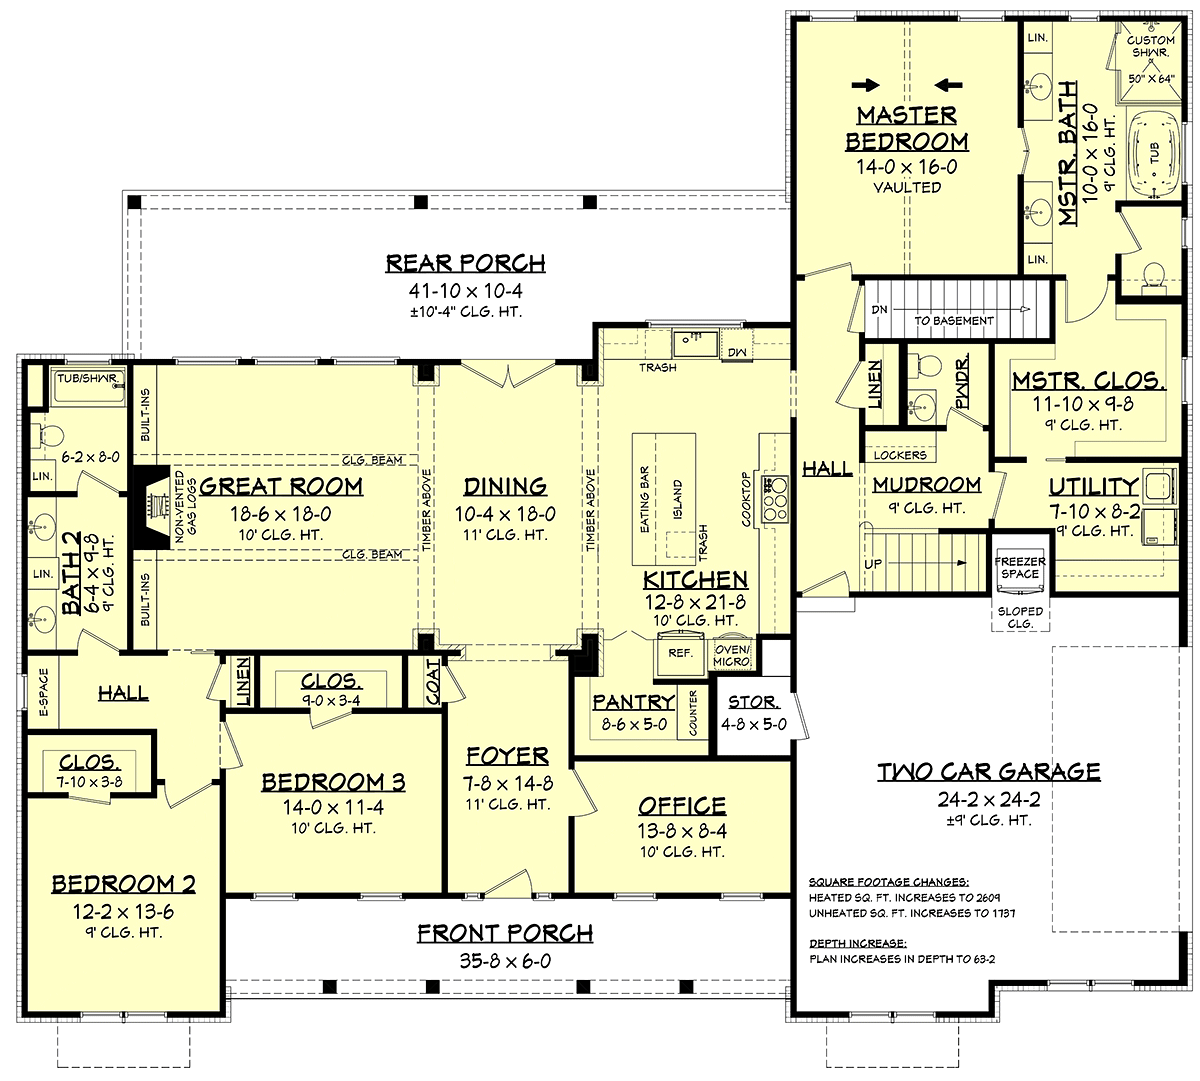 LIN.
CUSTOM
SHWR.
50" X 64"
MASTER
BEDROOM
14-0 x 16-0
VAULTED
MSTR. BATH
10-0 x 16-0
9' CLG. HT.
TUB
LIN.
REAR PORCH
41-10 x 10-4
±10'-4" CLG. HT.
DN
TO BASEMENT
TRASH
DW
TUB/SHWR.
BUILT-INS
LINEN
PWDR.
MSTR. CLOS.
11-10 x 9-8
9' CLG. HT.
6-2 x 8-0
LIN.
CLG. BEAM
LOCKERS
HALL
GREAT ROOM
18-6 x 18-0
10' CLG. HT.
NON-VENTED
GAS LOGS
TIMBER ABOVE
DINING
10-4 x 18-0
11' CLG. HT.
TIMBER ABOVE
EATING BAR
ISLAND
TRASH
COOKTOP
MUDROOM
9' CLG. HT.
UTILITY
7-10 x 8-2
9' CLG. HT.
CLG. BEAM
BATH 2
6-4 x 9-8
9' CLG. HT.
LIN.
BUILT-INS
KITCHEN
12-8 x 21-8
10' CLG. HT.
UP
FREEZER
SPACE
SLOPED
CLG.
REF.
OVEN/
MICRO
E-SPACE
HALL
LINEN
CLOS.
9-0 x 3-4
COAT
PANTRY
8-6 x 5-0
COUNTER
STOR.
4-8 x 5-0
CLOS.
7-10 x 3-8
BEDROOM 3
14-0 x 11-4
10' CLG. HT.
FOYER
7-8 x 14-8
11' CLG. HT.
OFFICE
13-8 x 8-4
10' CLG. HT.
TWO CAR GARAGE
24-2 x 24-2
±9' CLG. HT.
BEDROOM 2
12-2 x 13-6
9' CLG. HT.
SQUARE FOOTAGE CHANGES:
HEATED SQ. FT. INCREASES TO 2609
UNHEATED SQ. FT. INCREASES TO 1737
DEPTH INCREASE:
PLAN INCREASES IN DEPTH TO 63-2
FRONT PORCH
35-8 x 6-0